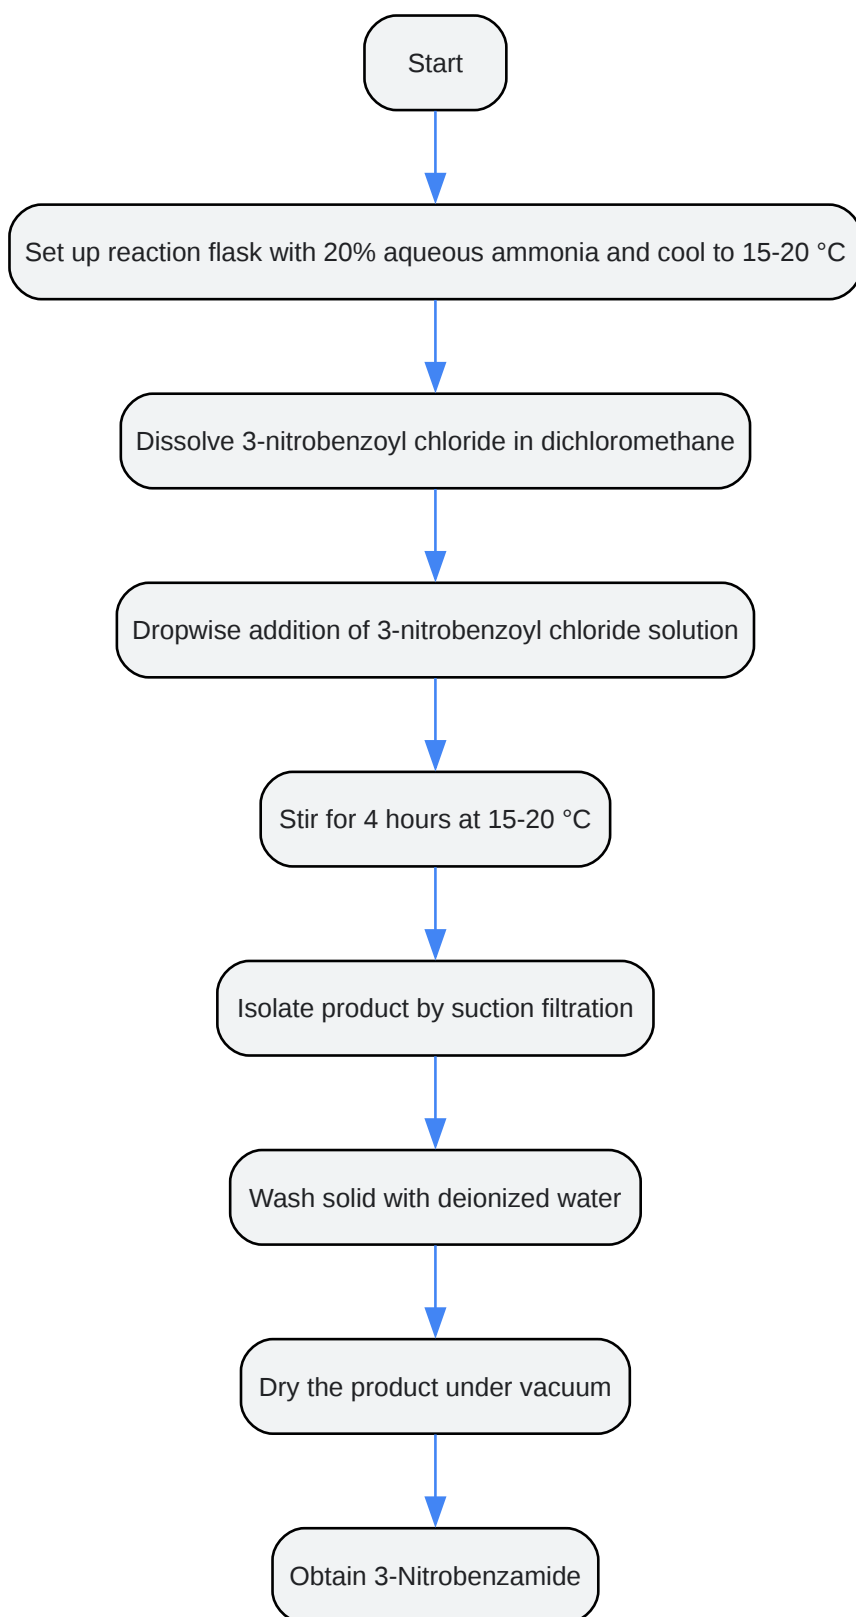 Start
Set up reaction flask with 20% aqueous ammonia and cool to 15-20 °C
Dissolve 3-nitrobenzoyl chloride in dichloromethane
Dropwise addition of 3-nitrobenzoyl chloride solution
Stir for 4 hours at 15-20 °C
Isolate product by suction filtration
Wash solid with deionized water
Dry the product under vacuum
Obtain 3-Nitrobenzamide